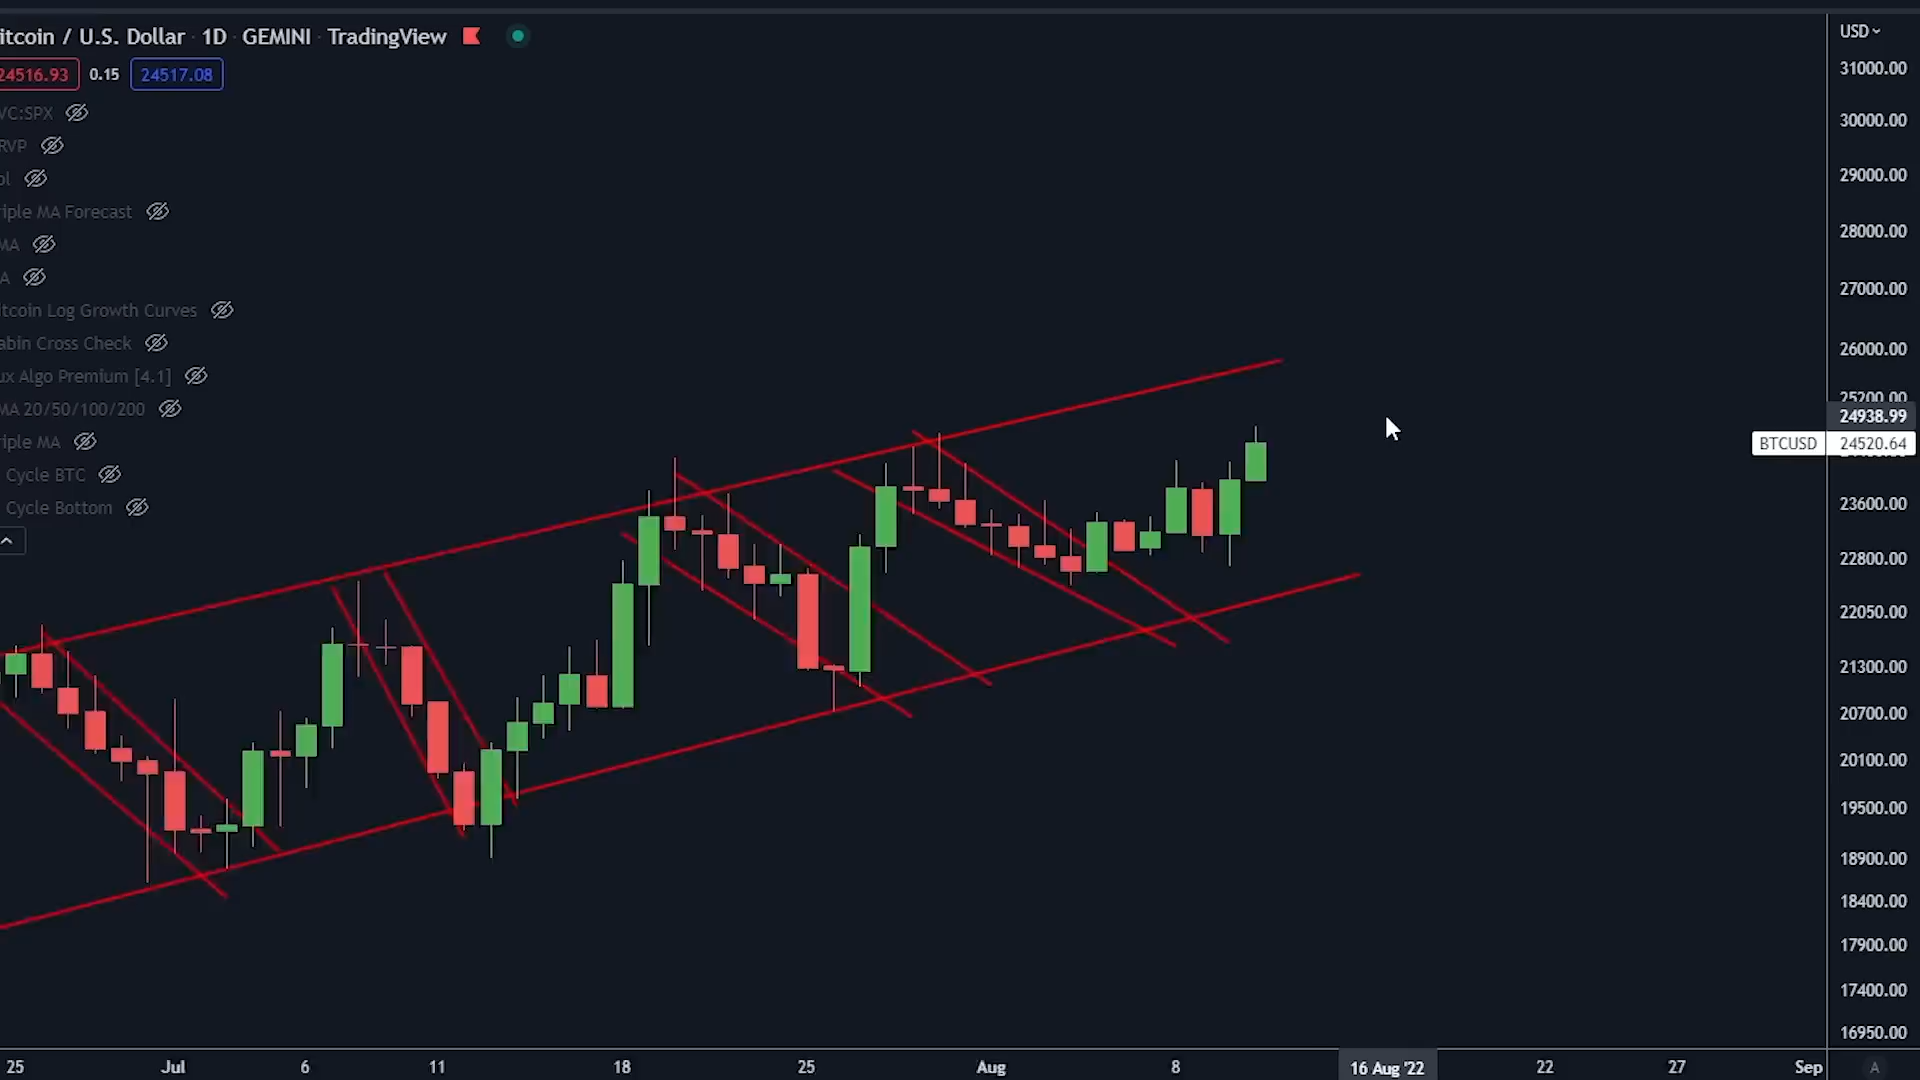 itcoin / U.S. Dollar · 1D · GEMINI · TradingView
24516.93 0.15 24517.08
VC:SPX
RVP
ol
riple MA Forecast
MA
A
itcoin Log Growth Curves
abin Cross Check
ux Algo Premium [4.1]
MA 20/50/100/200
riple MA
Cycle BTC
Cycle Bottom
USD
31000.00
30000.00
29000.00
28000.00
27000.00
26000.00
25200.00
24938.99
BTCUSD 24520.64
23600.00
22800.00
22050.00
21300.00
20700.00
20100.00
19500.00
18900.00
18400.00
17900.00
17400.00
16950.00
25 Jul 6 11 18 25 Aug 8 16 Aug '22 22 27 Sep A